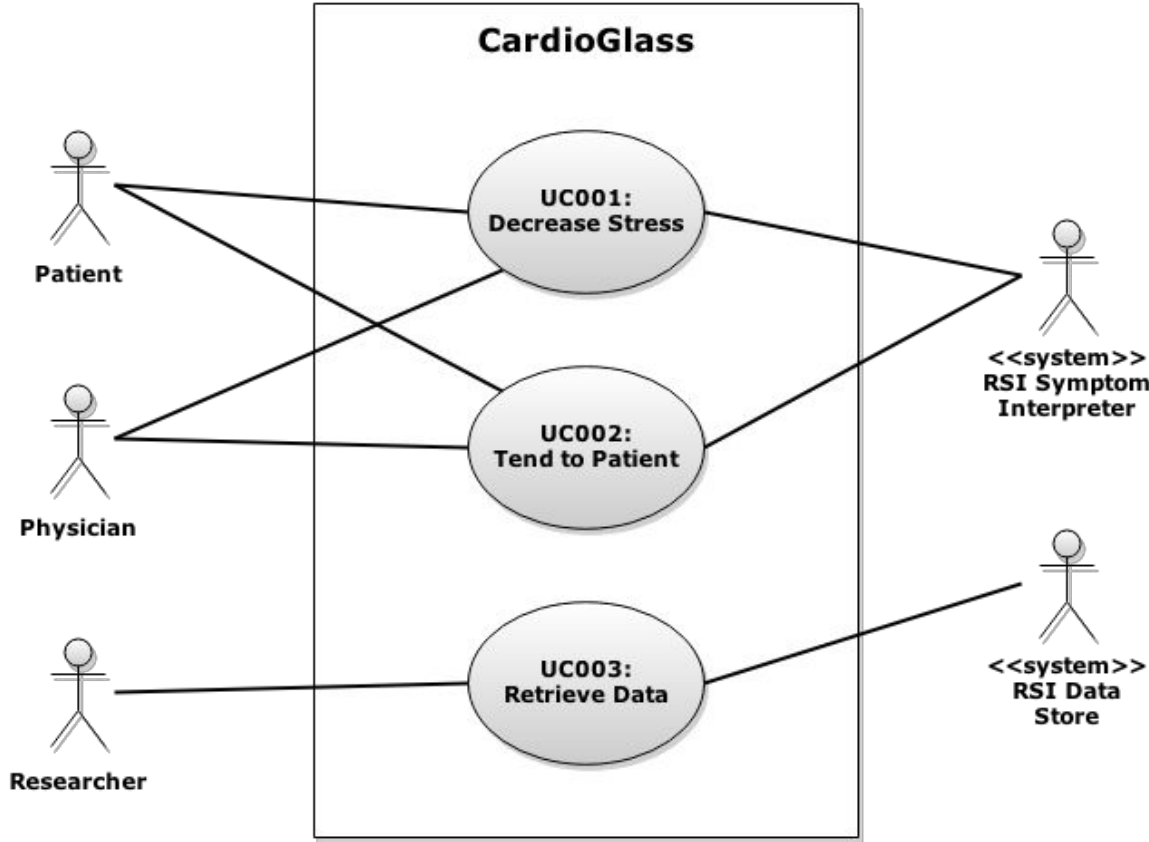 CardioGlass
UC001:
Decrease Stress
Patient
<<system>>
RSI Symptom
Interpreter
UC002:
Tend to Patient
Physician
UC003:
Retrieve Data
<<system>>
RSI Data
Store
Researcher